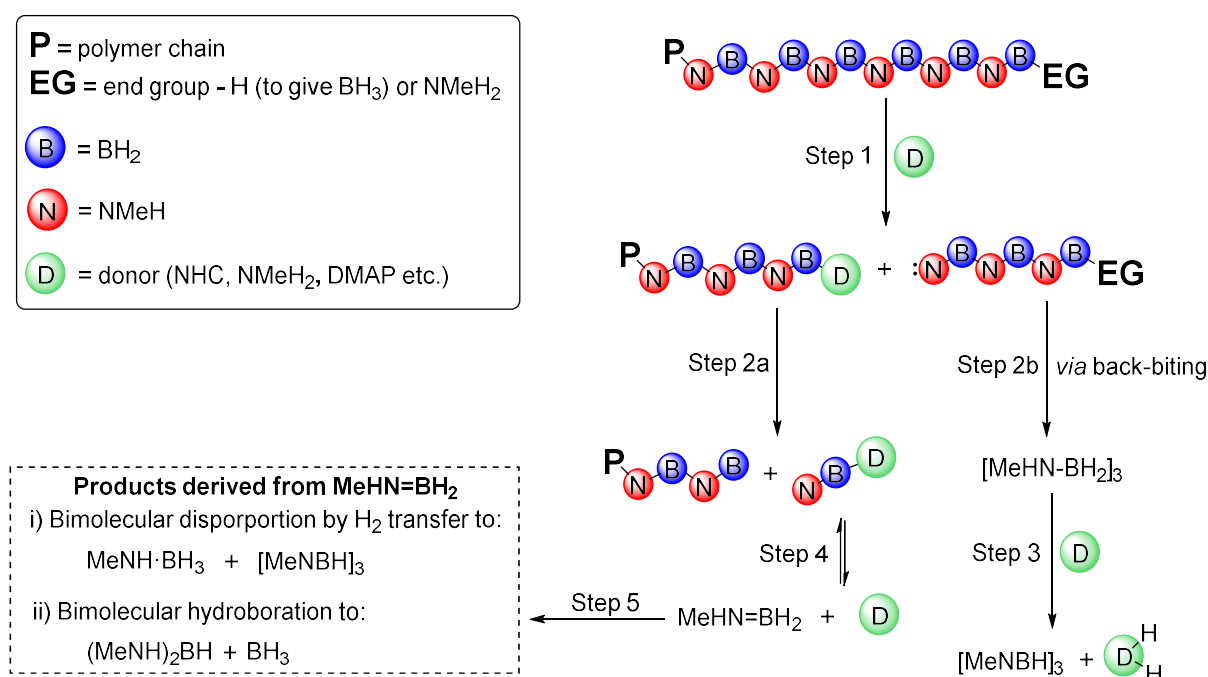 P = polymer chain
EG = end group - H (to give BH₃) or NMeH₂
B = BH₂
N = NMeH
D = donor (NHC, NMeH₂, DMAP etc.)
P N B N B N B N B N B N B EG
Step 1 D
P N B N B N B D + :N B N B N B EG
Step 2a
Step 2b via back-biting
P N B N B + N B D
[MeHN-BH₂]₃
Step 4
Step 3 D
MeHN=BH₂ + D
Step 5
[MeNBH]₃ + D H H
Products derived from MeHN=BH₂
i) Bimolecular disporportion by H₂ transfer to:
MeNH·BH₃ + [MeNBH]₃
ii) Bimolecular hydroboration to:
(MeNH)₂BH + BH₃